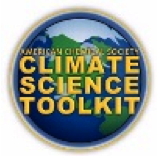 AMERICAN CHEMICAL SOCIETY
CLIMATE
SCIENCE
TOOLKIT